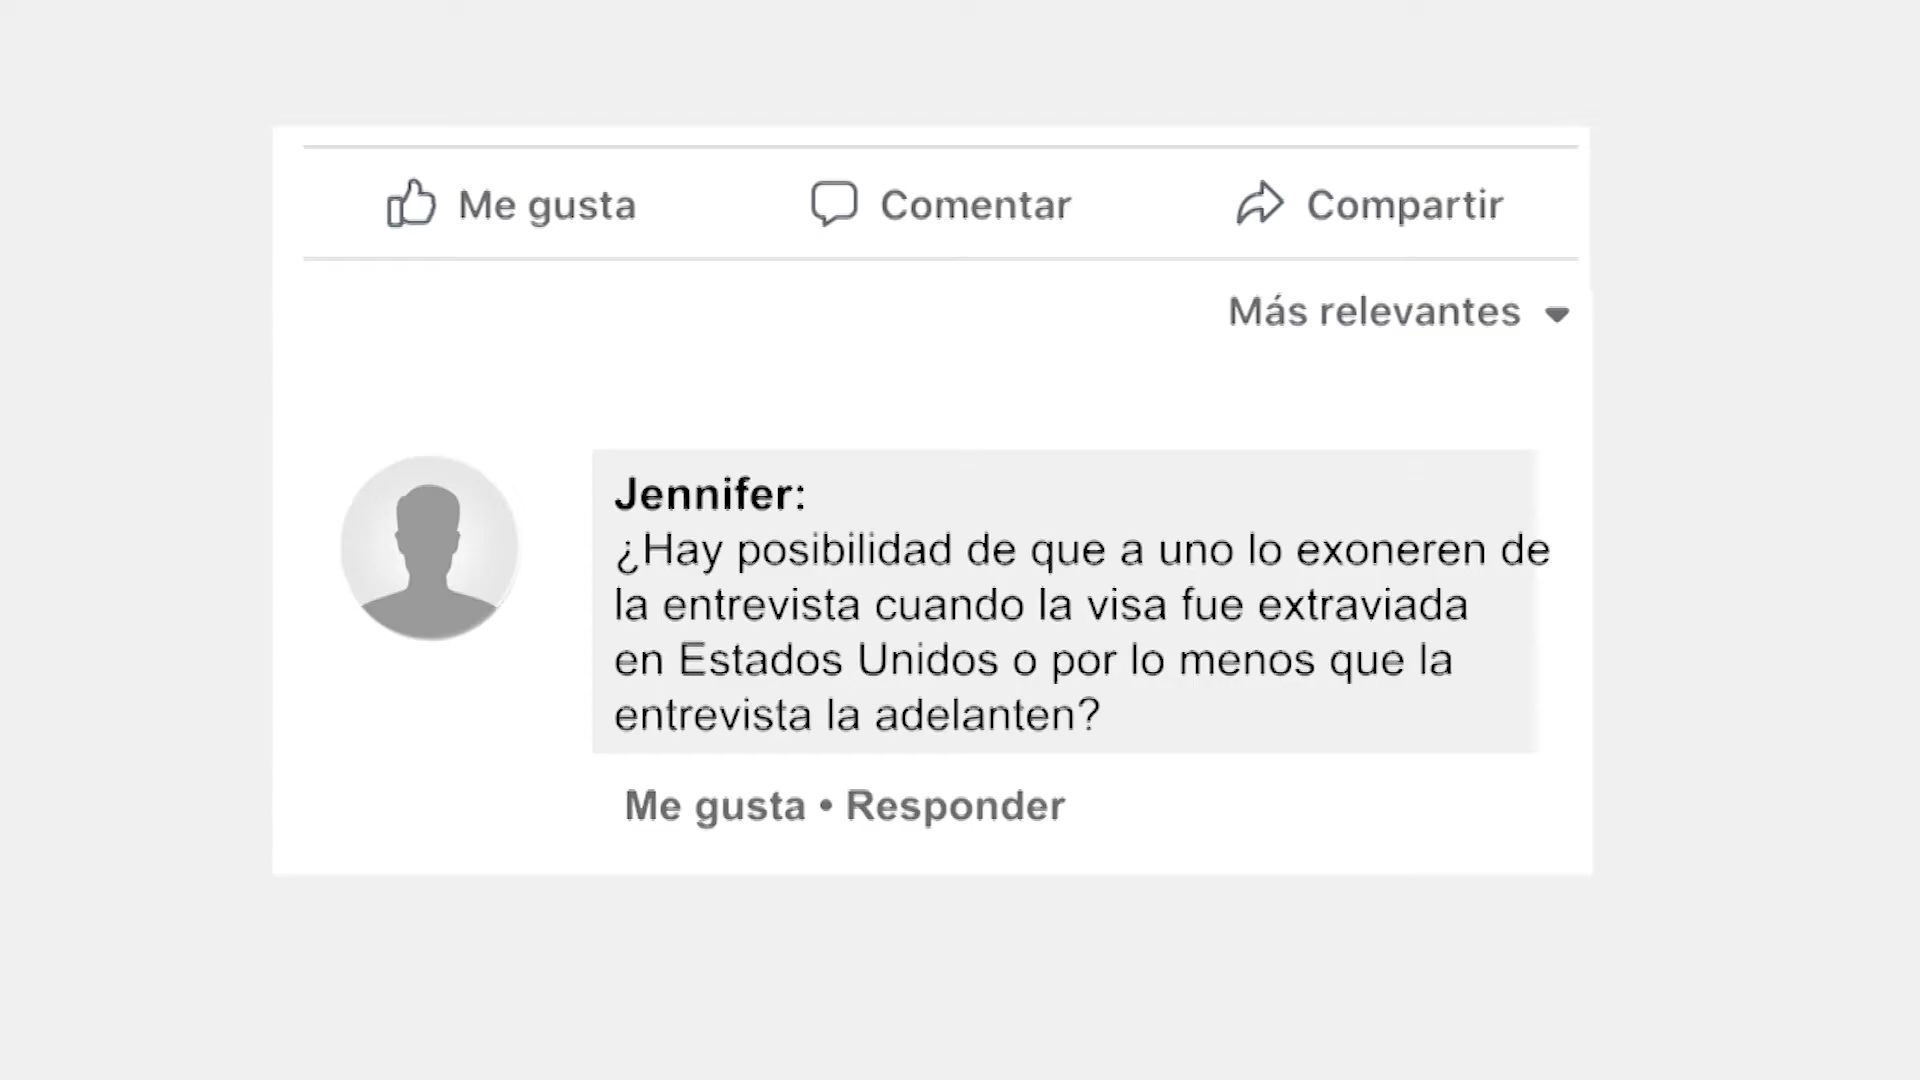 Me gusta Comentar Compartir
Más relevantes
Jennifer:
¿Hay posibilidad de que a uno lo exoneren de
la entrevista cuando la visa fue extraviada
en Estados Unidos o por lo menos que la
entrevista la adelanten?
Me gusta • Responder